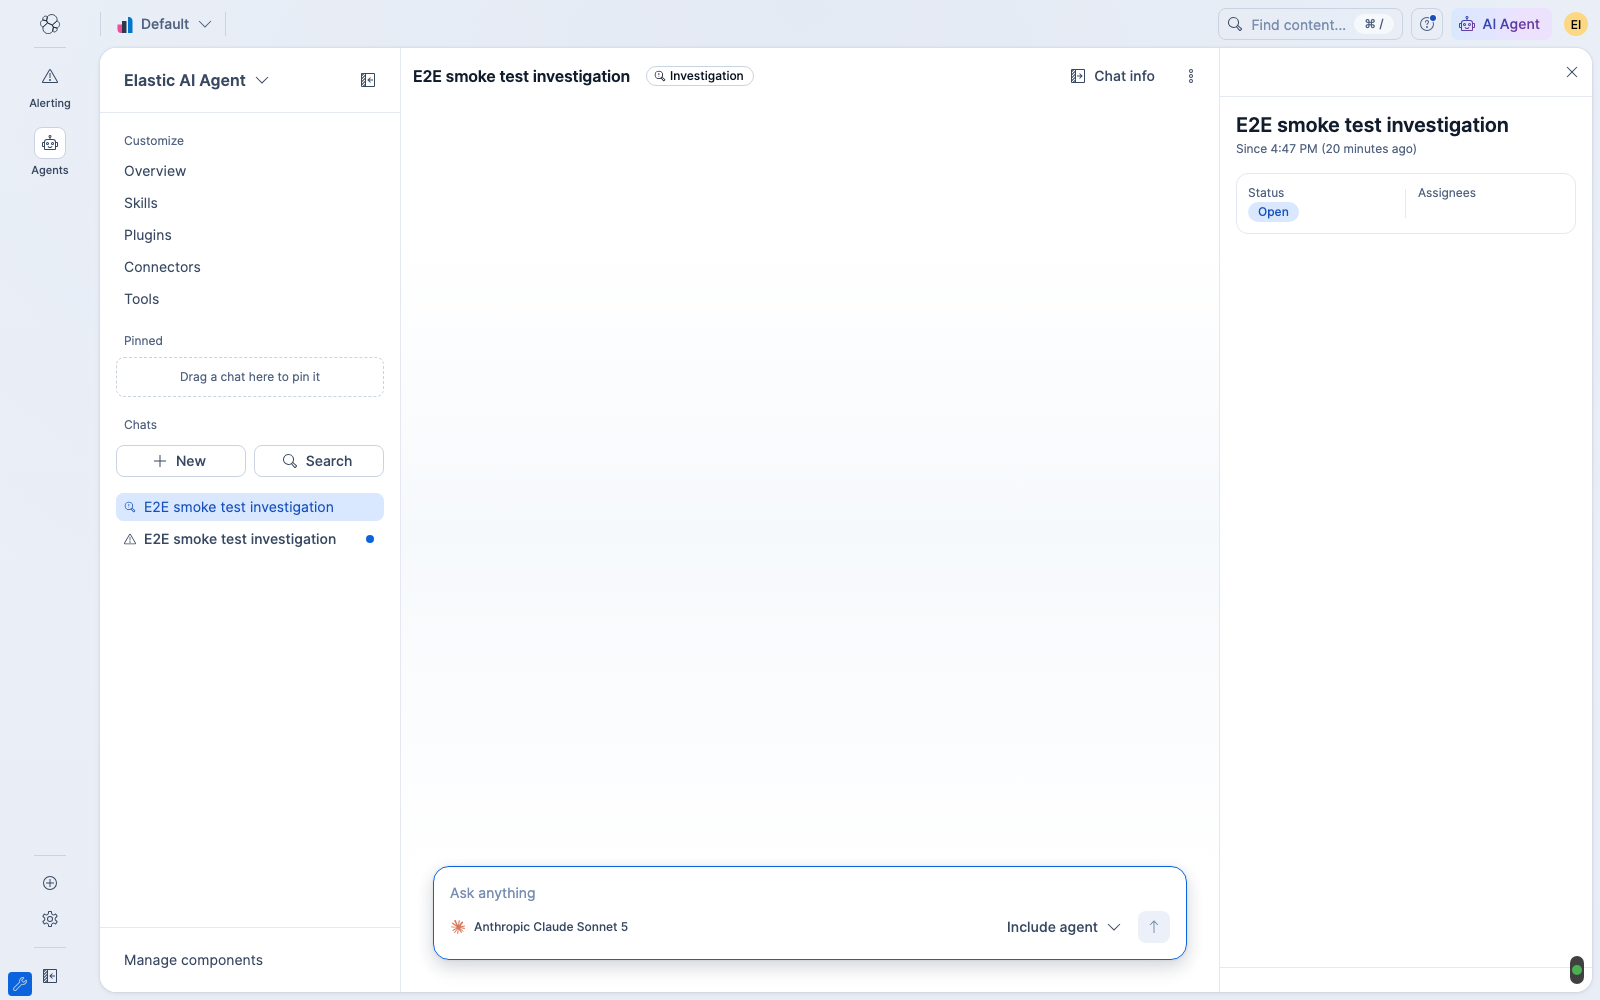 Default
Find content...
⌘ /
AI Agent
EI
Alerting
Agents
Elastic AI Agent
Customize
Overview
Skills
Plugins
Connectors
Tools
Pinned
Drag a chat here to pin it
Chats
New
Search
E2E smoke test investigation
E2E smoke test investigation
Manage components
E2E smoke test investigation
Investigation
Chat info
Ask anything
Anthropic Claude Sonnet 5
Include agent
E2E smoke test investigation
Since 4:47 PM (20 minutes ago)
Status
Assignees
Open